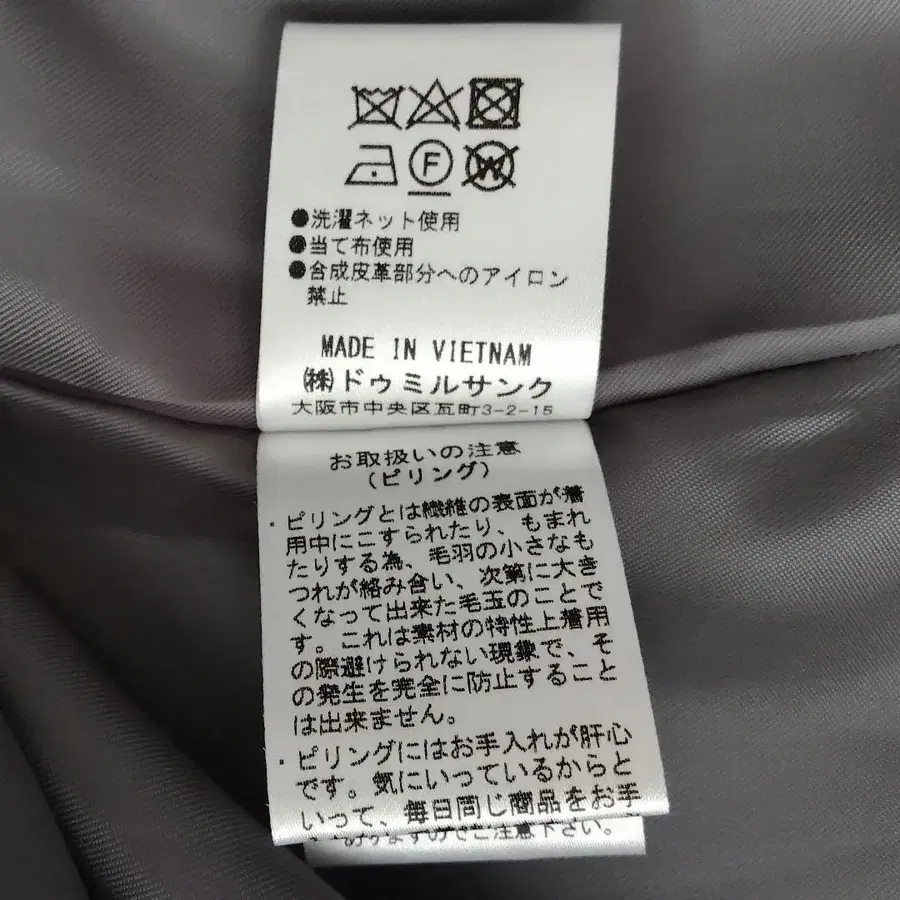 F W
●洗濯ネット使用
●当て布使用
●合成皮革部分へのアイロン
禁止
MADE IN VIETNAM
㈱ドゥミルサンク
大阪市中央区瓦町3-2-15
お取扱いの注意
(ピリング)
・ピリングとは繊維の表面が着
用中にこすられたり、もまれ
たりする為、毛羽の小さなも
つれが絡み合い、次第に大き
くなって出来た毛玉のことで
す。これは素材の特性上着用
の際避けられない現象で、そ
の発生を完全に防止すること
は出来ません。
・ピリングにはお手入れが肝心
です。気にいっているからと
いって、毎日同じ商品をお手
ますのでご注意下さい。